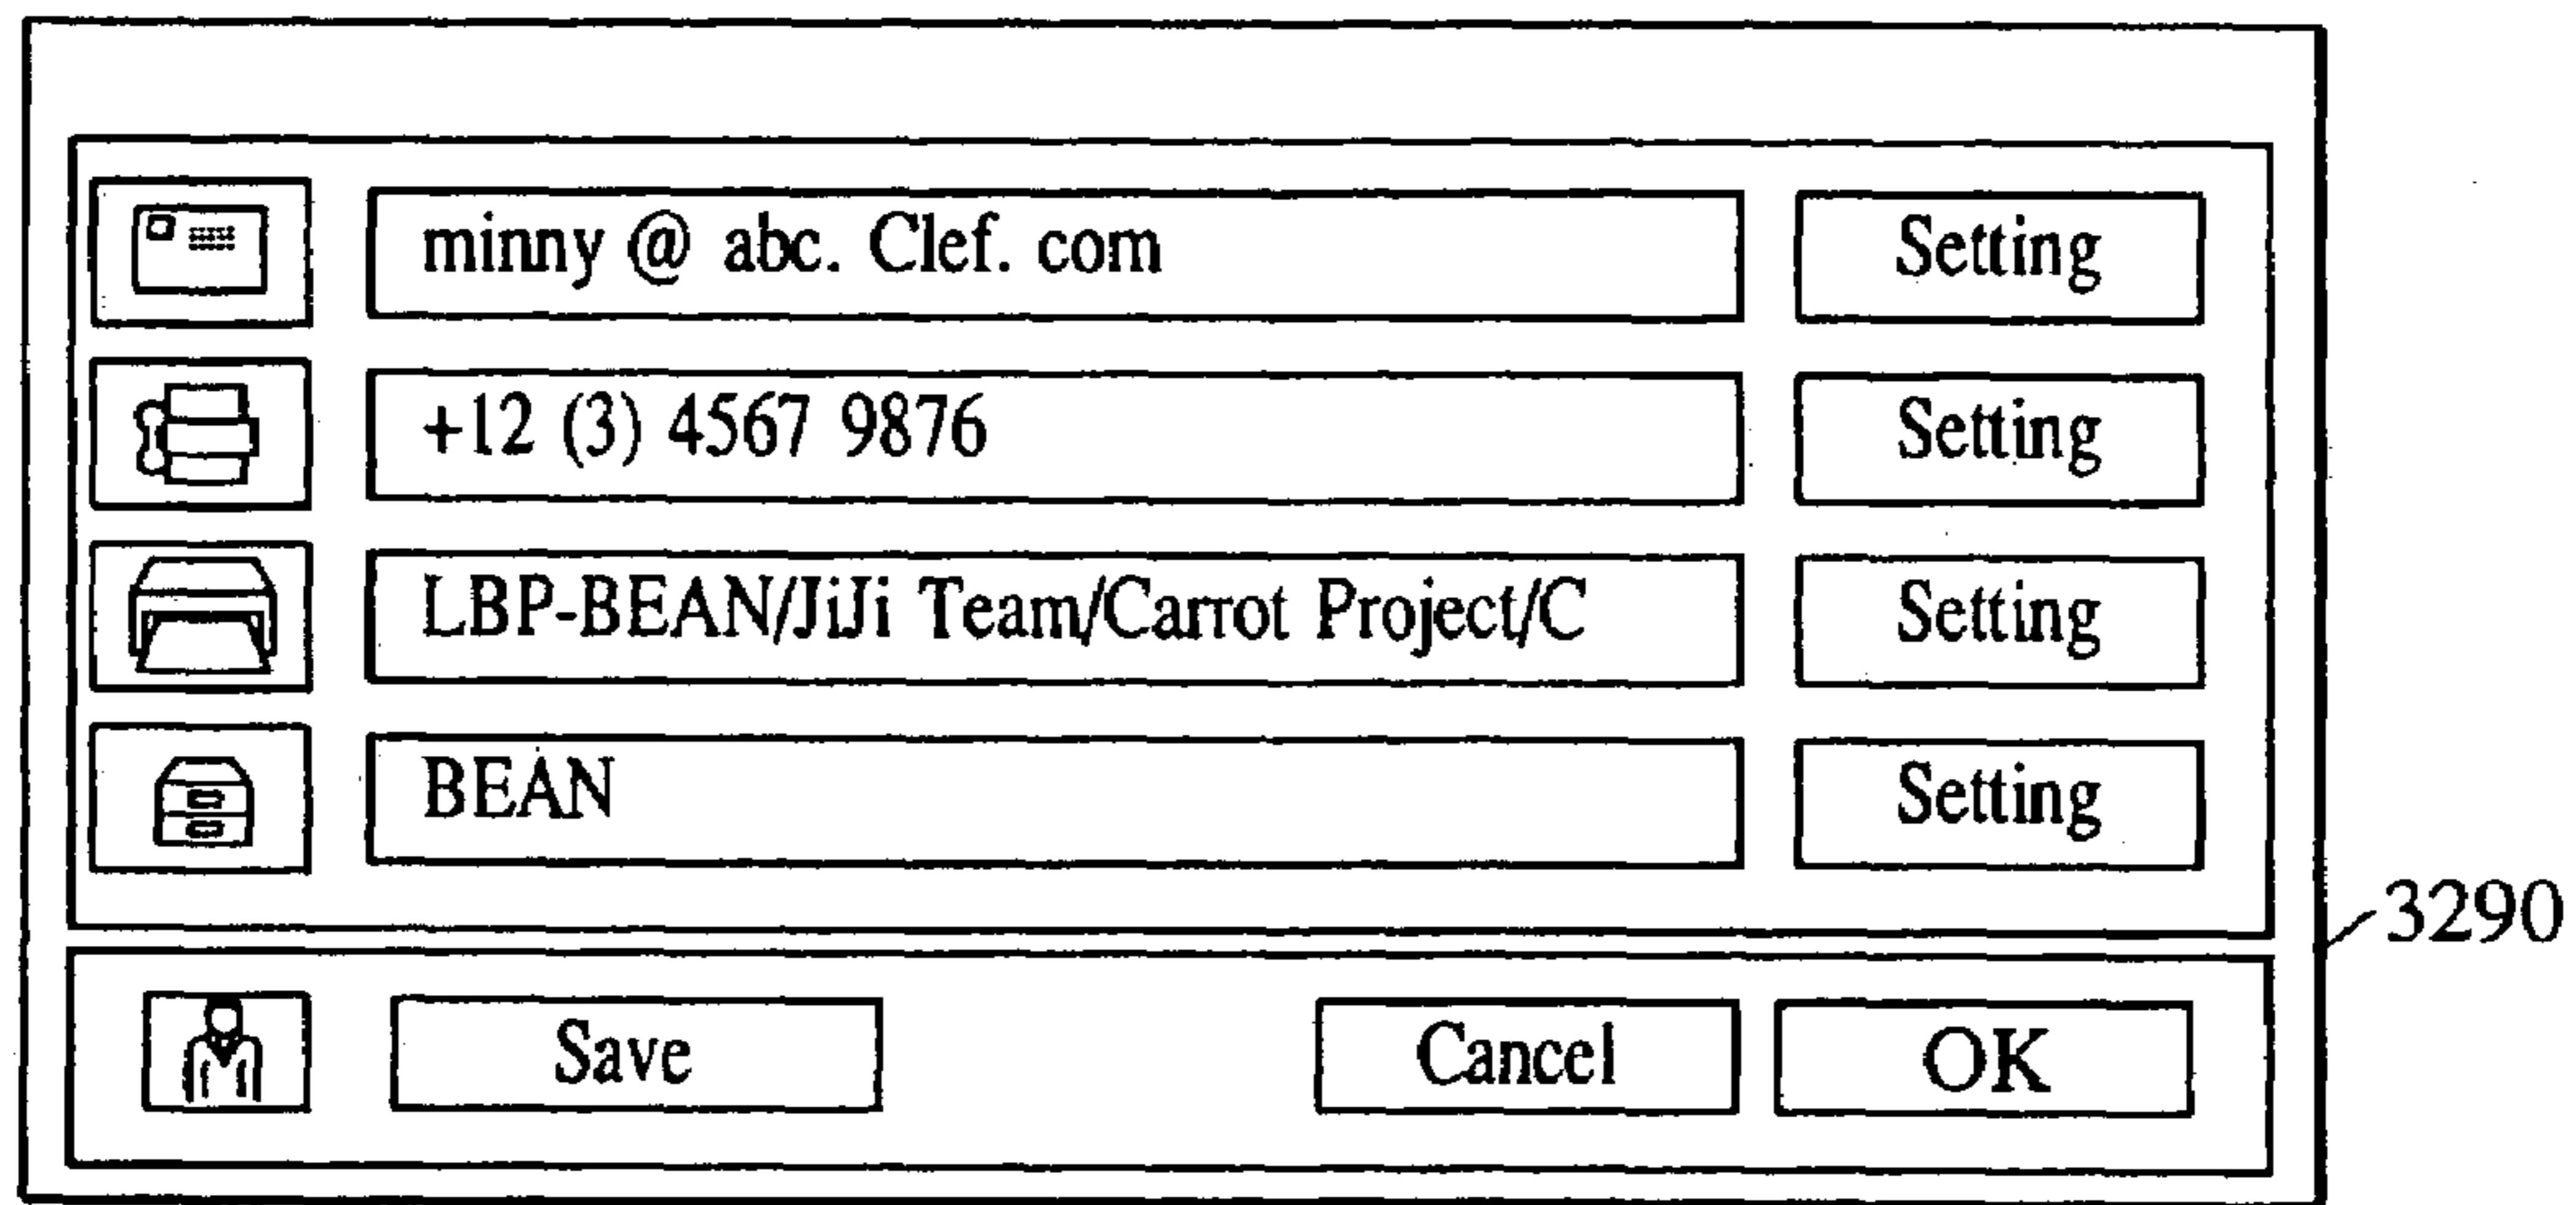 minny @ abc. Clef. com Setting
+12 (3) 4567 9876 Setting
LBP-BEAN/JiJi Team/Carrot Project/C Setting
BEAN Setting
3290
Save Cancel OK